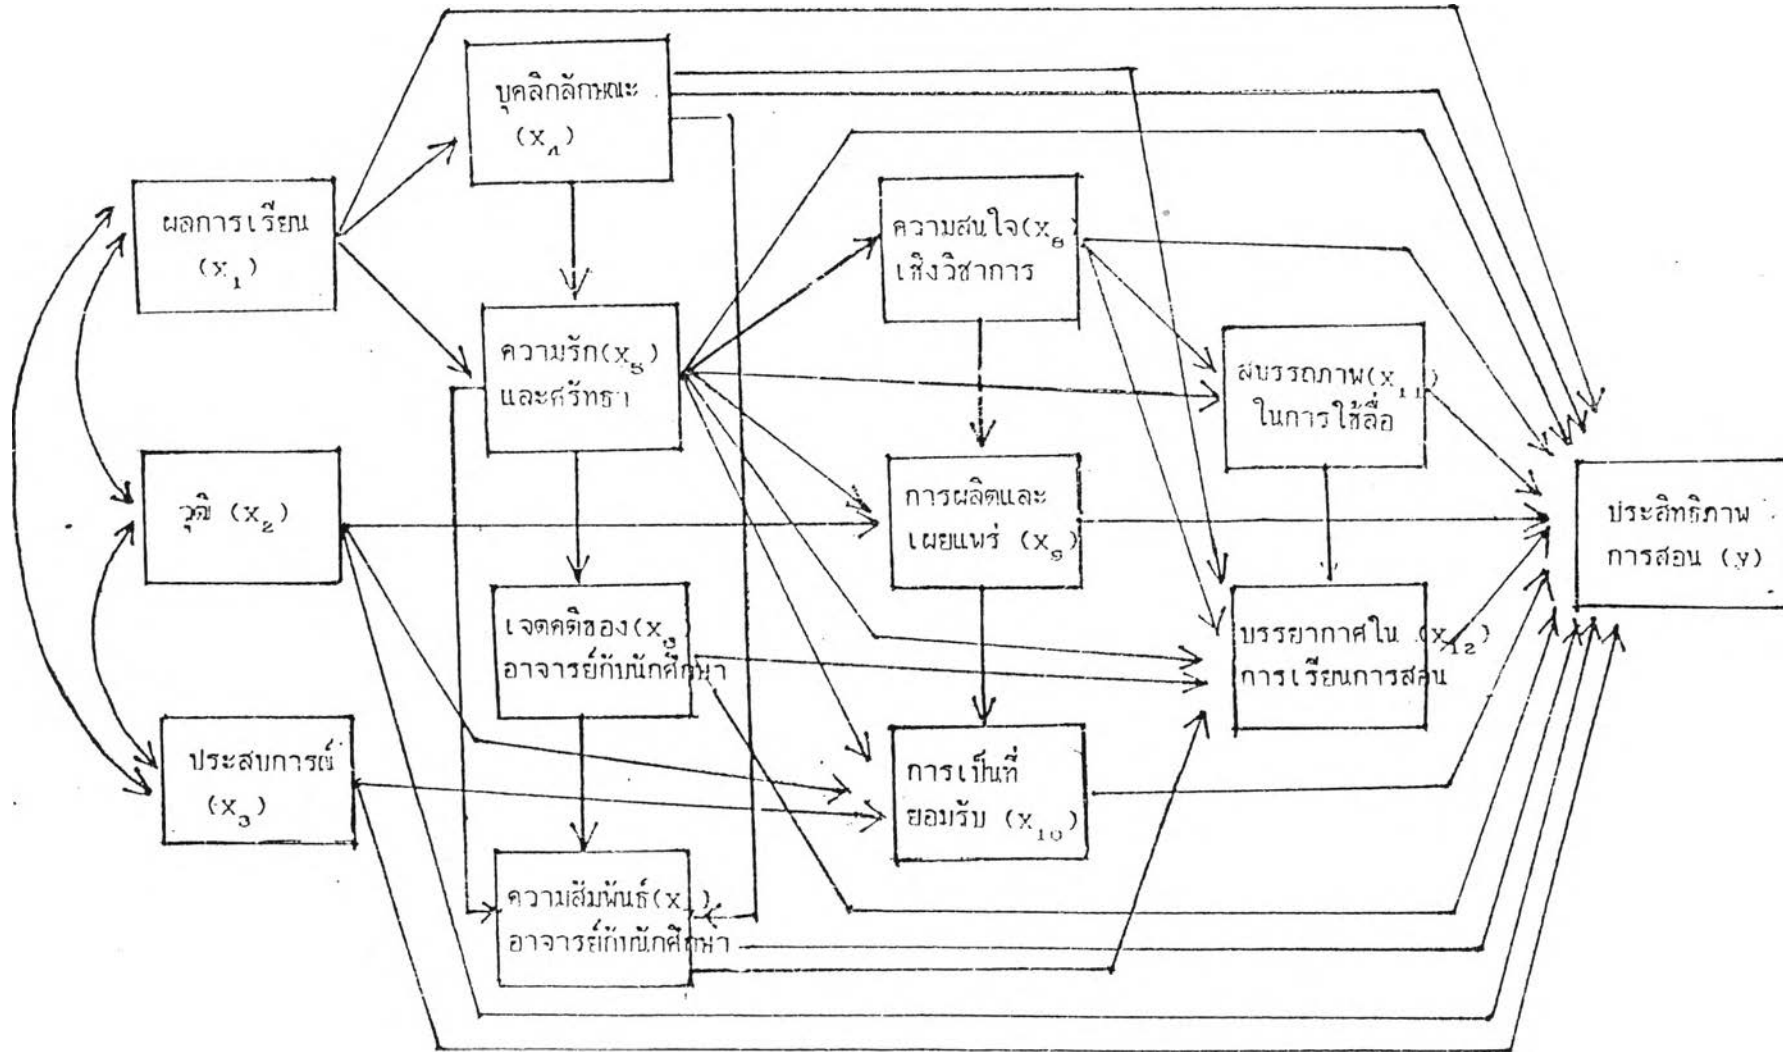 บุคลิกลักษณะ
(x₄)
ผลการเรียน
(x₁)
ความสนใจ(x₈)
เชิงวิชาการ
ความรัก(x₅)
และศรัทธา
สบรรถภาพ(x₁₁)
ในการใช้สื่อ
วุฒิ (x₂)
การผลิตและ
เผยแพร่ (x₉)
ประสิทธิภาพ
การสอน (y)
เจตคติของ(x₆
อาจารย์กับนักศึกษา
บรรยากาศใน (x₁₂)
การเรียนการสอน
ประสบการณ์
(x₃)
การเป็นที่
ยอมรับ (x₁₀)
ความสัมพันธ์(x )
อาจารย์กับนักศึกษา